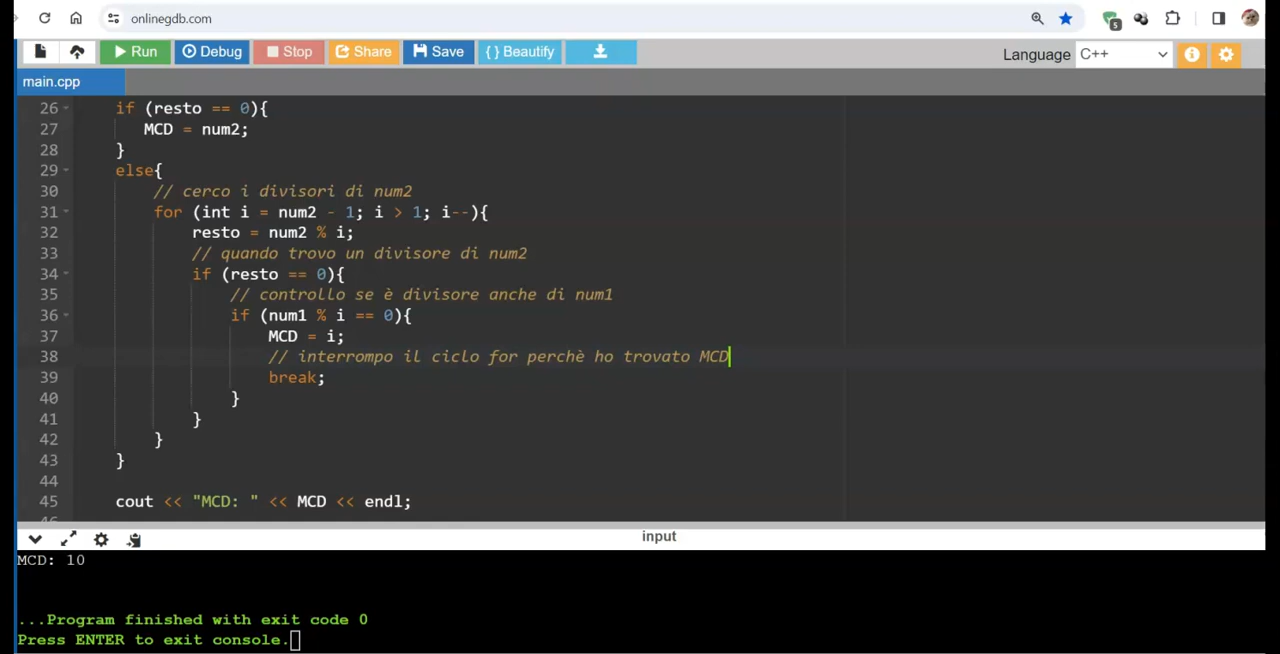 onlinegdb.com
5
Run Debug Stop Share Save { } Beautify Language C++
main.cpp
26 if (resto == 0){
27 MCD = num2;
28 }
29 else{
30 // cerco i divisori di num2
31 for (int i = num2 - 1; i > 1; i--){
32 resto = num2 % i;
33 // quando trovo un divisore di num2
34 if (resto == 0){
35 // controllo se è divisore anche di num1
36 if (num1 % i == 0){
37 MCD = i;
38 // interrompo il ciclo for perchè ho trovato MCD
39 break;
40 }
41 }
42 }
43 }
44
45 cout << "MCD: " << MCD << endl;
46
input
MCD: 10
...Program finished with exit code 0
Press ENTER to exit console.